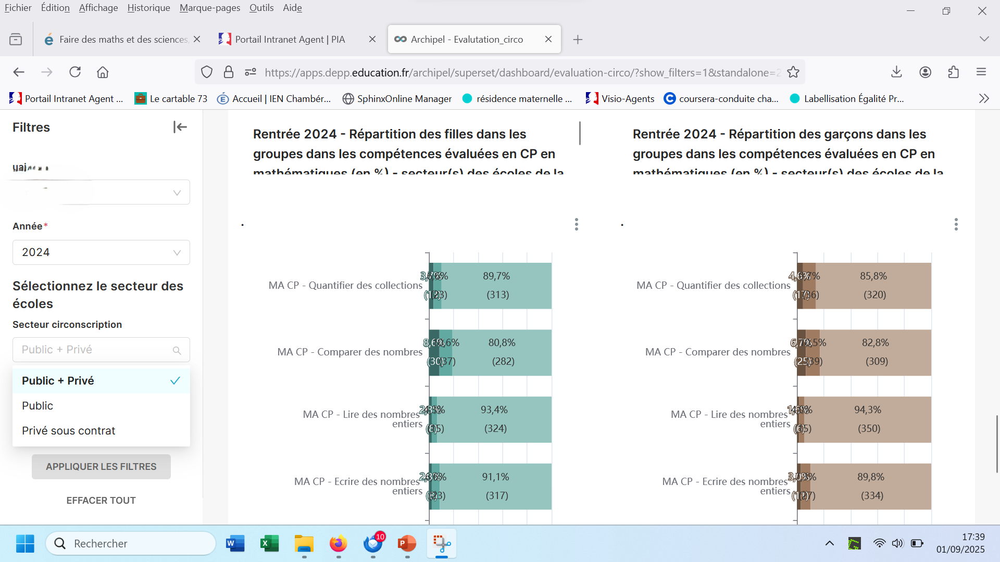 Fichier Édition Affichage Historique Marque-pages Outils Aide
Faire des maths et des sciences,
Portail Intranet Agent | PIA
Archipel - Evalutation_circo
https://apps.depp.education.fr/archipel/superset/dashboard/evaluation-circo/?show_filters=1&standalone=2
Portail Intranet Agent ...
Le cartable 73
Accueil | IEN Chambér...
SphinxOnline Manager
résidence maternelle ...
Visio-Agents
coursera-conduite cha...
Labellisation Égalité Pr...
Filtres
Année*
2024
Sélectionnez le secteur des
écoles
Secteur circonscription
Public + Privé
Public + Privé
Public
Privé sous contrat
APPLIQUER LES FILTRES
EFFACER TOUT
Rentrée 2024 - Répartition des filles dans les
groupes dans les compétences évaluées en CP en
mathématiques (en %) - secteur(s) des écoles de la
MA CP - Quantifier des collections
89,7%
(313)
MA CP - Comparer des nombres
8,6%
80,8%
(30)
(282)
MA CP - Lire des nombres
entiers
93,4%
(324)
MA CP - Ecrire des nombres
entiers
91,1%
(317)
Rentrée 2024 - Répartition des garçons dans les
groupes dans les compétences évaluées en CP en
mathématiques (en %) - secteur(s) des écoles de la
MA CP - Quantifier des collections
85,8%
(320)
MA CP - Comparer des nombres
82,8%
(25)
(309)
MA CP - Lire des nombres
entiers
94,3%
(350)
MA CP - Ecrire des nombres
entiers
89,8%
(334)
Rechercher
10
17:39
01/09/2025